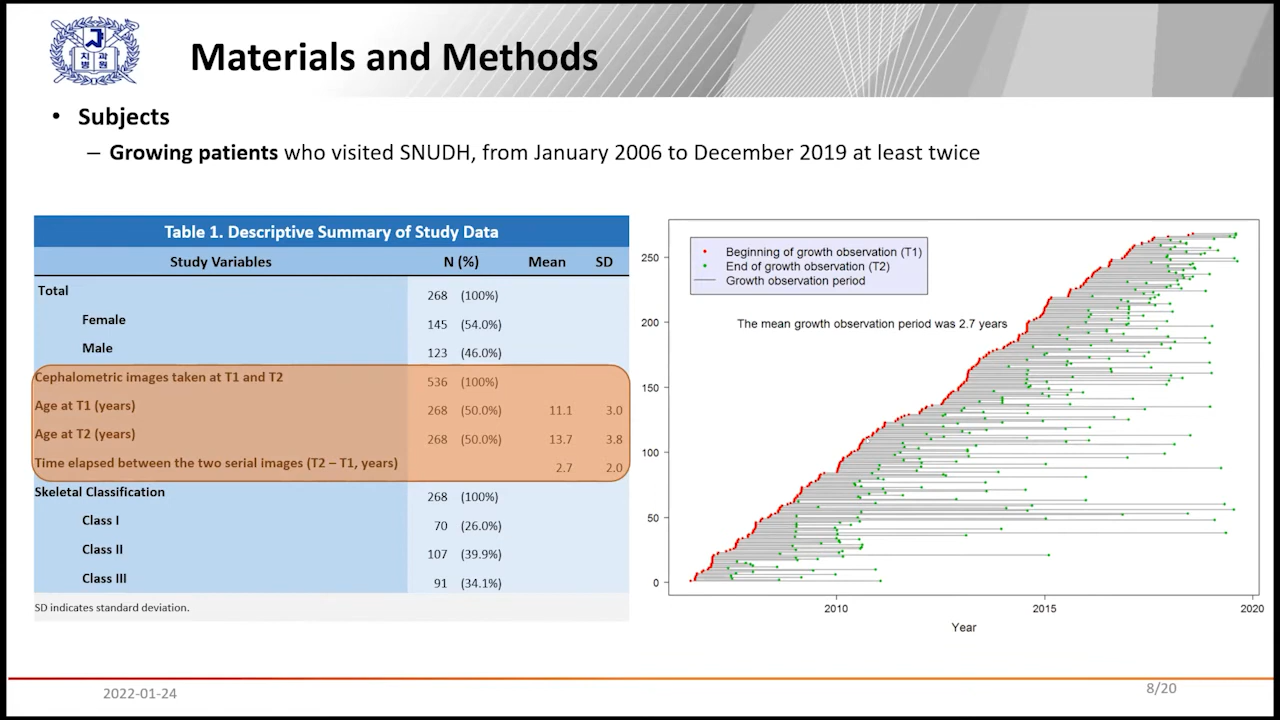 Materials and Methods
• Subjects
– Growing patients who visited SNUDH, from January 2006 to December 2019 at least twice
Table 1. Descriptive Summary of Study Data
Study Variables N (%) Mean SD
Total 268 (100%)
Female 145 (54.0%)
Male 123 (46.0%)
Cephalometric images taken at T1 and T2 536 (100%)
Age at T1 (years) 268 (50.0%) 11.1 3.0
Age at T2 (years) 268 (50.0%) 13.7 3.8
Time elapsed between the two serial images (T2 – T1, years) 2.7 2.0
Skeletal Classification 268 (100%)
Class I 70 (26.0%)
Class II 107 (39.9%)
Class III 91 (34.1%)
SD indicates standard deviation.
Beginning of growth observation (T1)
End of growth observation (T2)
Growth observation period
The mean growth observation period was 2.7 years
250
200
150
100
50
0
2010 2015 2020
Year
2022-01-24
8/20